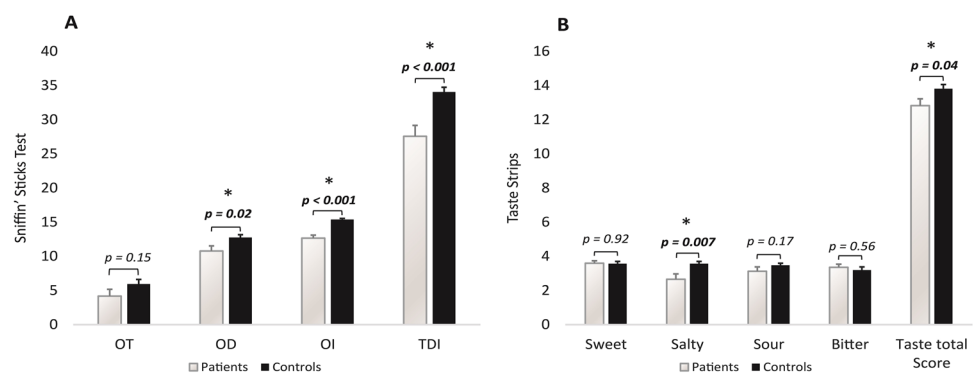 A
Sniffin' Sticks Test
40
35
30
25
20
15
10
5
0
p = 0.15
*
p = 0.02
*
p < 0.001
*
p < 0.001
OT OD OI TDI
Patients Controls
B
Taste Strips
16
14
12
10
8
6
4
2
0
p = 0.92
*
p = 0.007
p = 0.17
p = 0.56
*
p = 0.04
Sweet Salty Sour Bitter Taste total
Score
Patients Controls